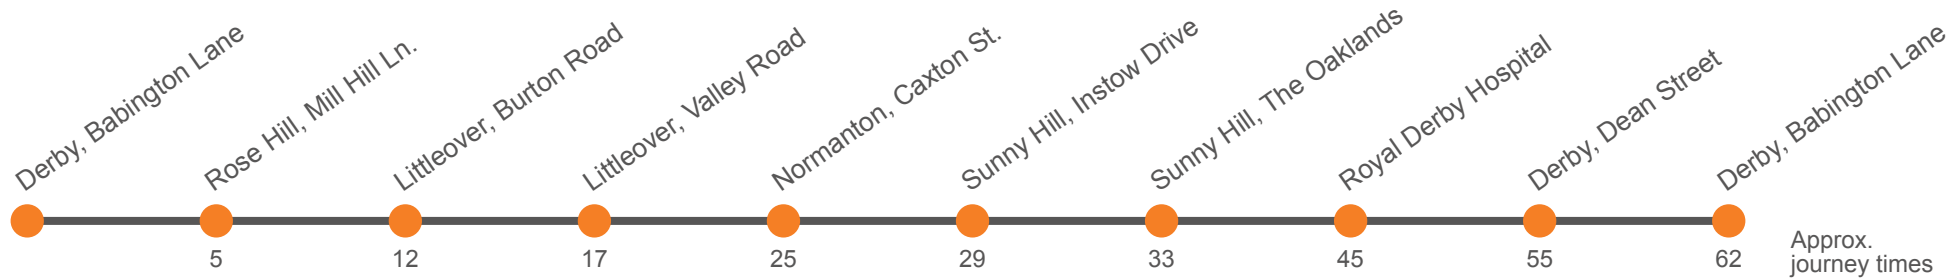 Derby, Babington Lane
Rose Hill, Mill Hill Ln.
Littleover, Burton Road
Littleover, Valley Road
Normanton, Caxton St.
Sunny Hill, Instow Drive
Sunny Hill, The Oaklands
Royal Derby Hospital
Derby, Dean Street
Derby, Babington Lane
5
12
17
25
29
33
45
55
62
Approx.
journey times